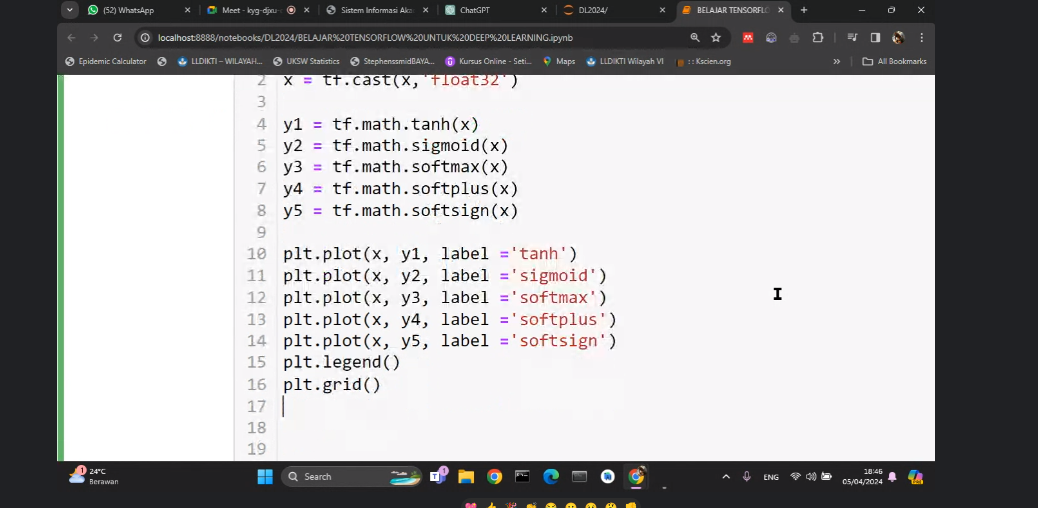 (52) WhatsApp
Meet - kyg-djxu-
Sistem Informasi Aka
ChatGPT
DL2024/
BELAJAR TENSORFLO
localhost:8888/notebooks/DL2024/BELAJAR%20TENSORFLOW%20UNTUK%20DEEP%20LEARNING.ipynb
Epidemic Calculator
LLDIKTI – WILAYAH...
UKSW Statistics
StephenssmidBAYA...
Kursus Online - Seti...
Maps
LLDIKTI Wilayah VI
: : Kscien.org
»
All Bookmarks
2 x = tf.cast(x,'float32')
3
4 y1 = tf.math.tanh(x)
5 y2 = tf.math.sigmoid(x)
6 y3 = tf.math.softmax(x)
7 y4 = tf.math.softplus(x)
8 y5 = tf.math.softsign(x)
9
10 plt.plot(x, y1, label ='tanh')
11 plt.plot(x, y2, label ='sigmoid')
12 plt.plot(x, y3, label ='softmax')
13 plt.plot(x, y4, label ='softplus')
14 plt.plot(x, y5, label ='softsign')
15 plt.legend()
16 plt.grid()
17
18
19
1
24°C
Berawan
Search
1
ENG
18:46
05/04/2024